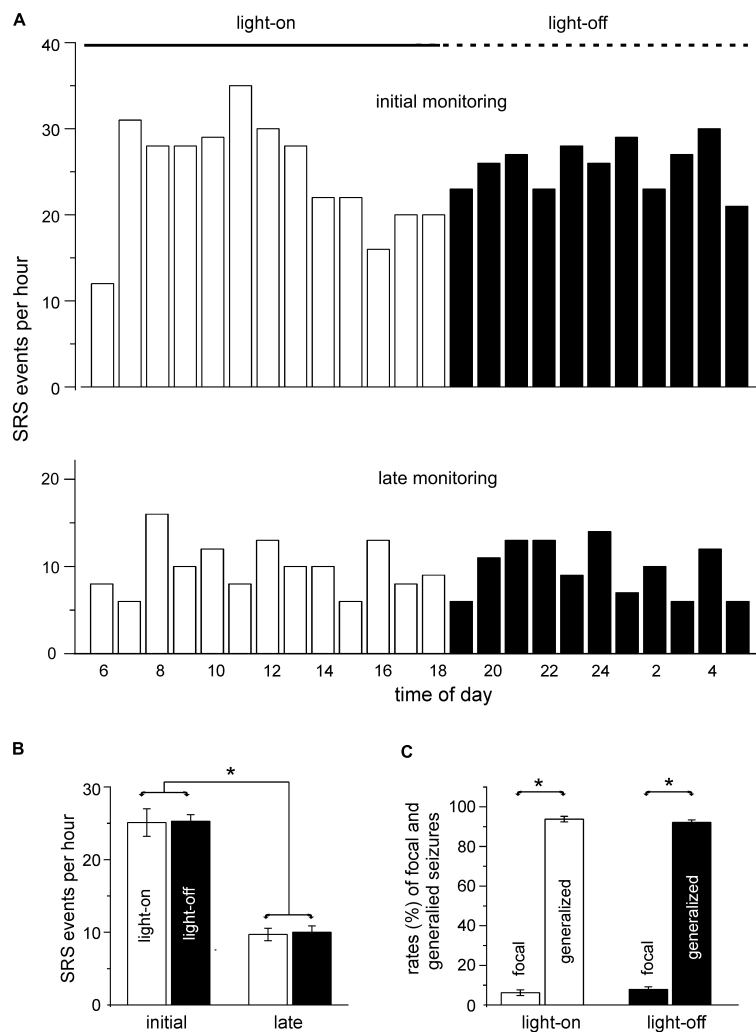 A
light-on
light-off
40
initial monitoring
30
20
10
0
SRS events per hour
20
late monitoring
10
0
6 8 10 12 14 16 18 20 22 24 2 4
time of day
B
30
20
10
0
SRS events per hour
*
light-on
light-off
initial
late
C
100
80
60
40
20
0
rates (%) of focal and
generalied seizures
*
*
focal
generalized
focal
generalized
light-on
light-off